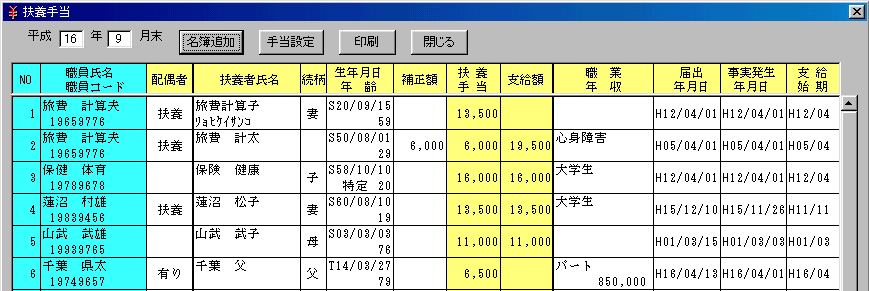 扶養手当
平成 16 年 9 月末 名簿追加 手当設定 印刷 閉じる
NO 職員氏名 配偶者 扶養者氏名 続柄 生年月日 補正額 扶養 支給額 職業 届出 事実発生 支給
職員コード 年齢 手当 年収 年月日 年月日 始期
1 旅費 計算夫 扶養 旅費計算子 妻 S20/09/15 13,500 H12/04/01 H12/04/01 H12/04
19659776 ﾘｮﾋｹｲｻﾝｺ 59
2 旅費 計算夫 扶養 旅費 計太 S50/08/01 6,000 6,000 19,500 心身障害 H05/04/01 H05/04/01 H05/04
19659776 29
3 保健 体育 保険 健康 子 S58/10/10 16,000 16,000 大学生 H12/04/01 H12/04/01 H12/04
19789678 特定 20
4 蓮沼 村雄 扶養 蓮沼 松子 妻 S60/08/10 13,500 13,500 大学生 H15/12/10 H15/11/26 H11/11
19839456 19
5 山武 武雄 山武 武子 母 S03/03/03 11,000 11,000 H01/03/15 H01/03/03 H01/03
19939765 76
6 千葉 県太 有り 千葉 父 父 T14/03/27 6,500 パート H16/04/13 H16/04/01 H16/04
19749657 79 850,000